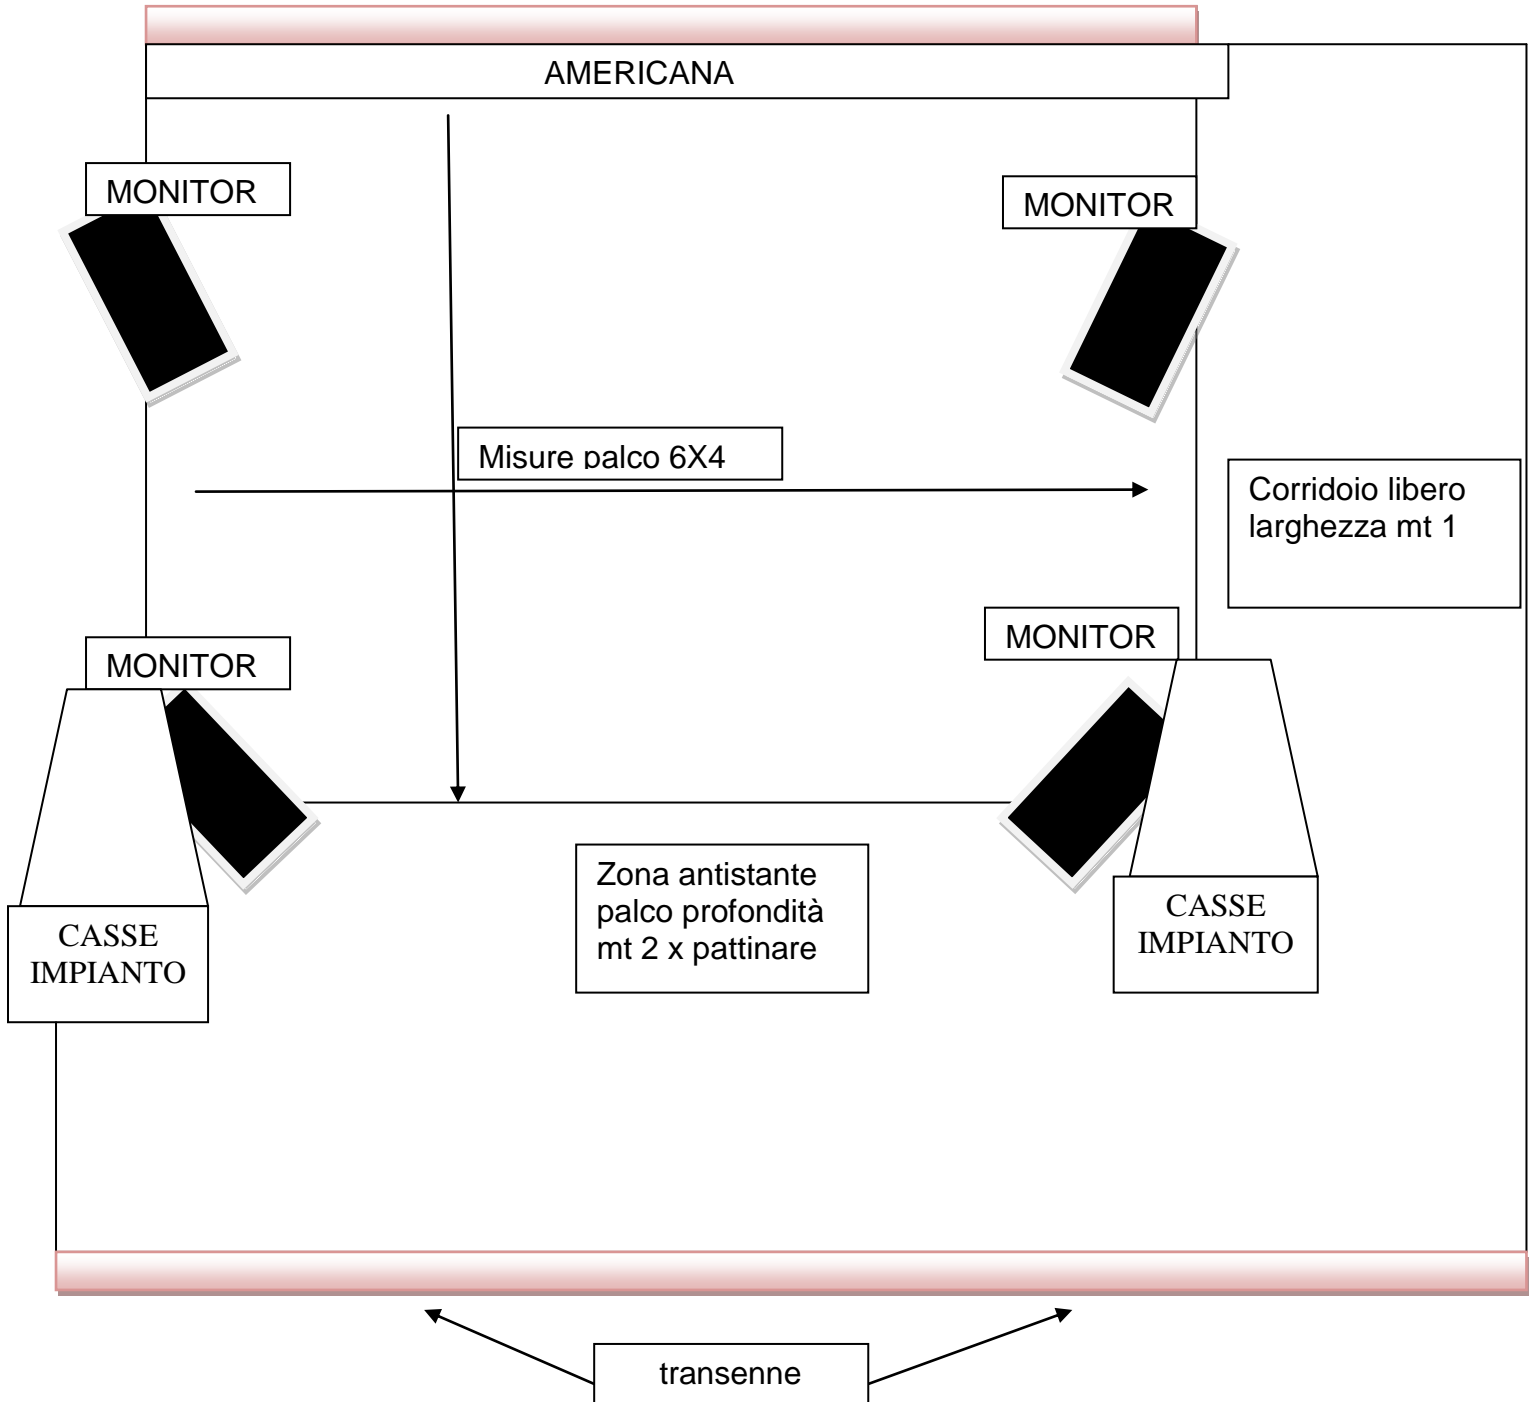 AMERICANA
MONITOR
MONITOR
Misure palco 6X4
Corridoio libero
larghezza mt 1
MONITOR
MONITOR
Zona antistante
palco profondità
mt 2 x pattinare
CASSE
IMPIANTO
CASSE
IMPIANTO
transenne